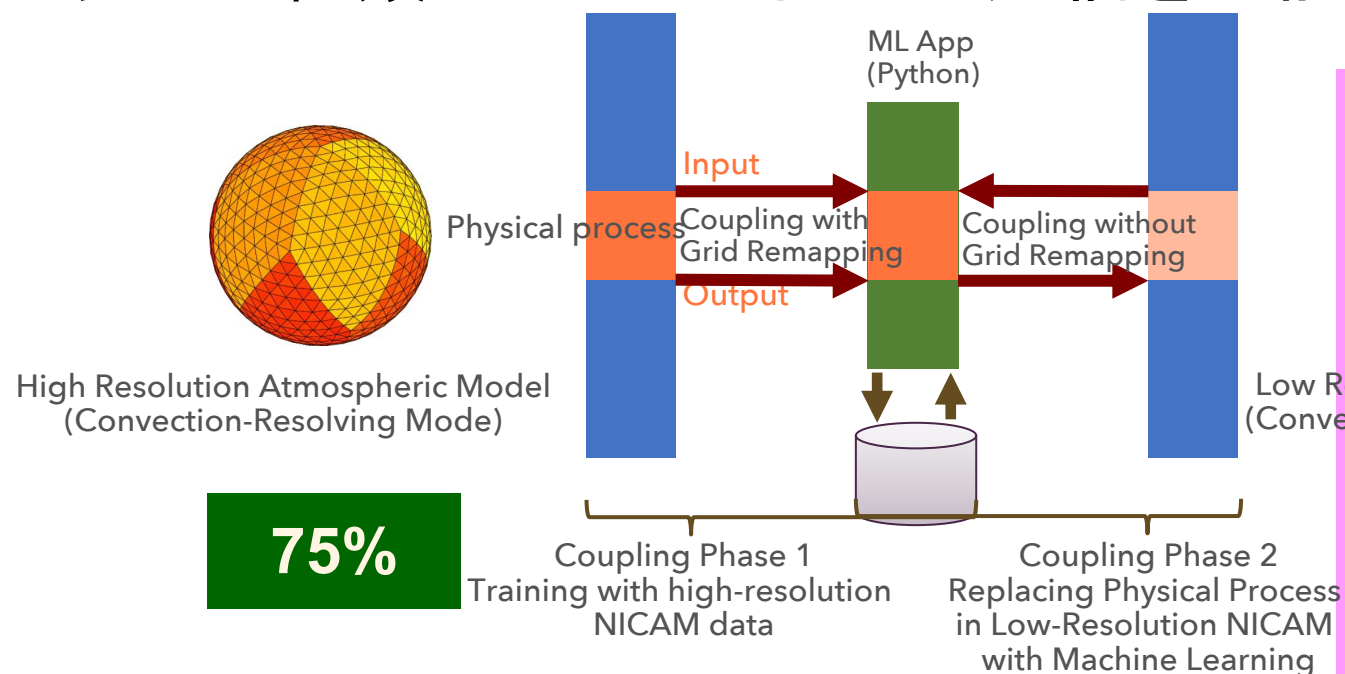 ML App
(Python)
Input
Physical process
Coupling with
Grid Remapping
Coupling without
Grid Remapping
Output
High Resolution Atmospheric Model
(Convection-Resolving Mode)
Low R
(Conve
75%
Coupling Phase 1
Training with high-resolution
NICAM data
Coupling Phase 2
Replacing Physical Process
in Low-Resolution NICAM
with Machine Learning